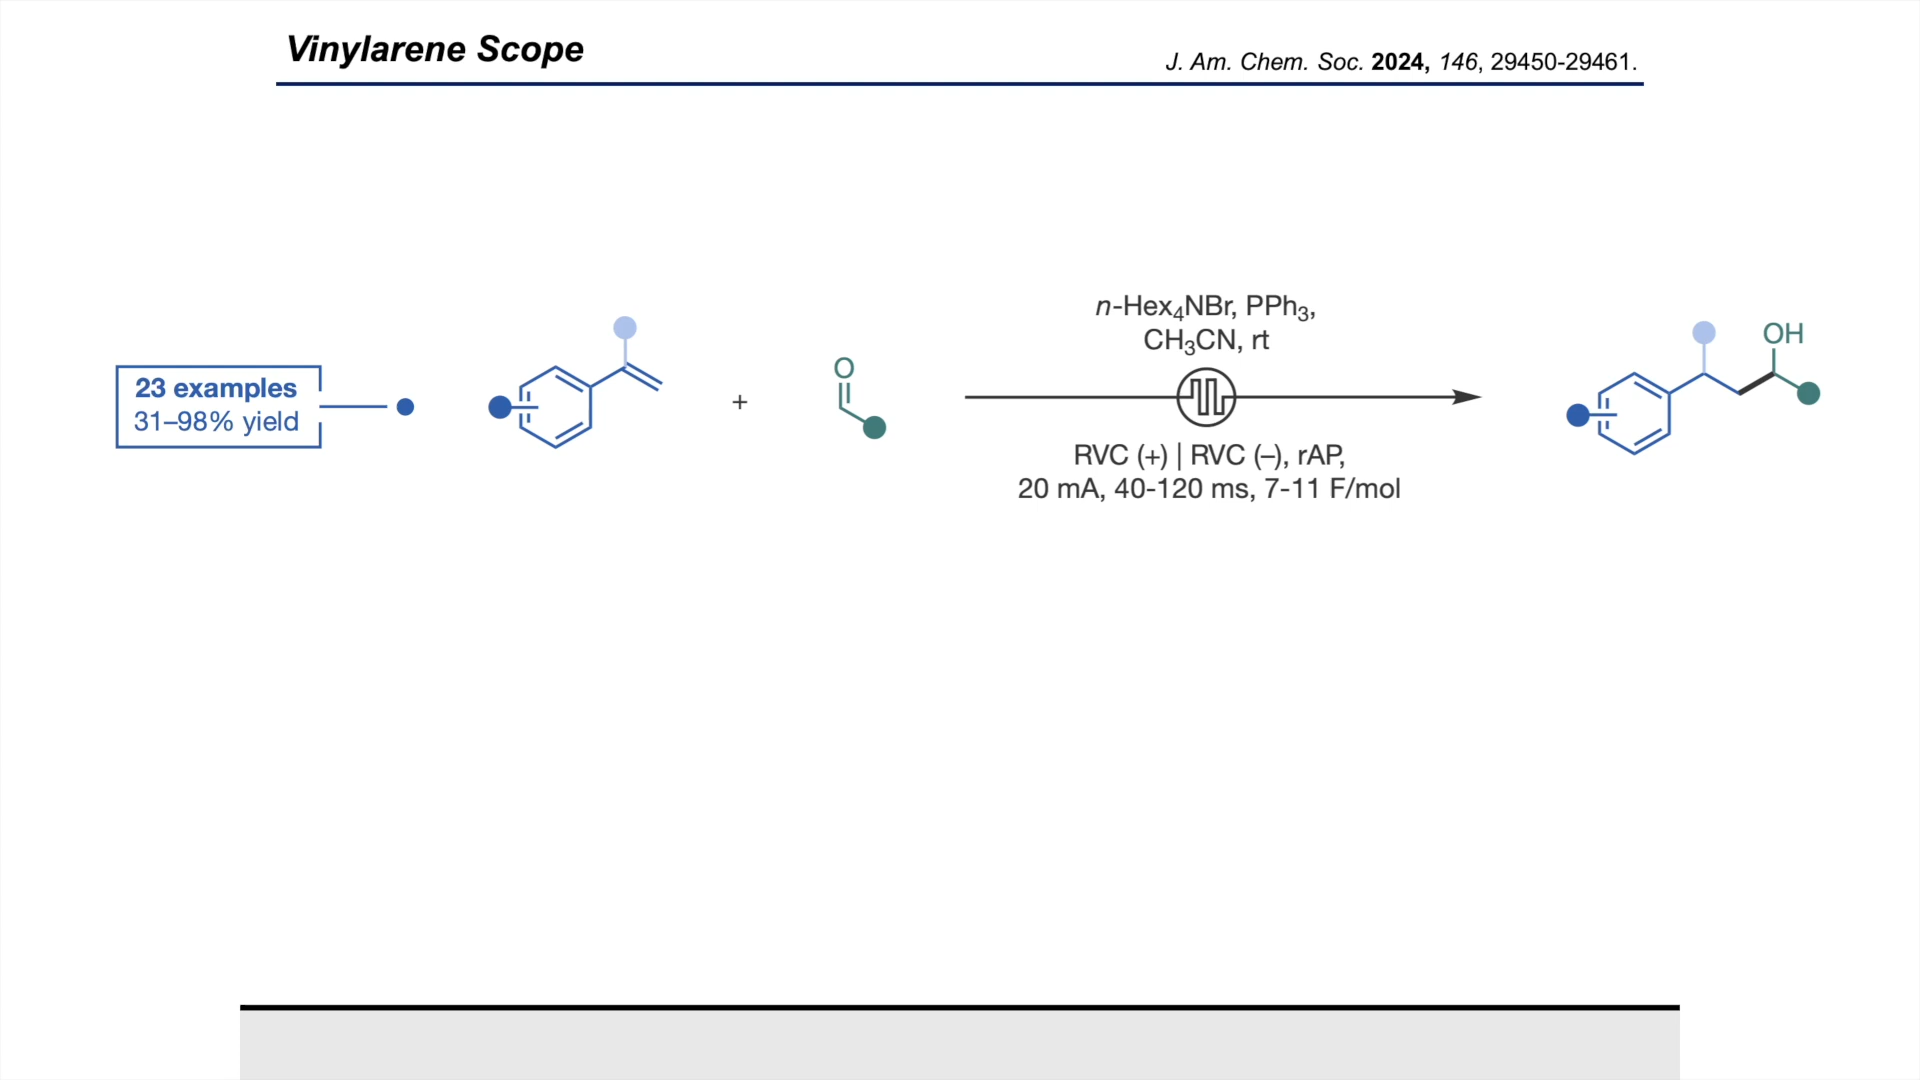 Vinylarene Scope
J. Am. Chem. Soc. 2024, 146, 29450-29461.
23 examples
31–98% yield
+
O
n-Hex₄NBr, PPh₃,
CH₃CN, rt
RVC (+) | RVC (–), rAP,
20 mA, 40-120 ms, 7-11 F/mol
OH